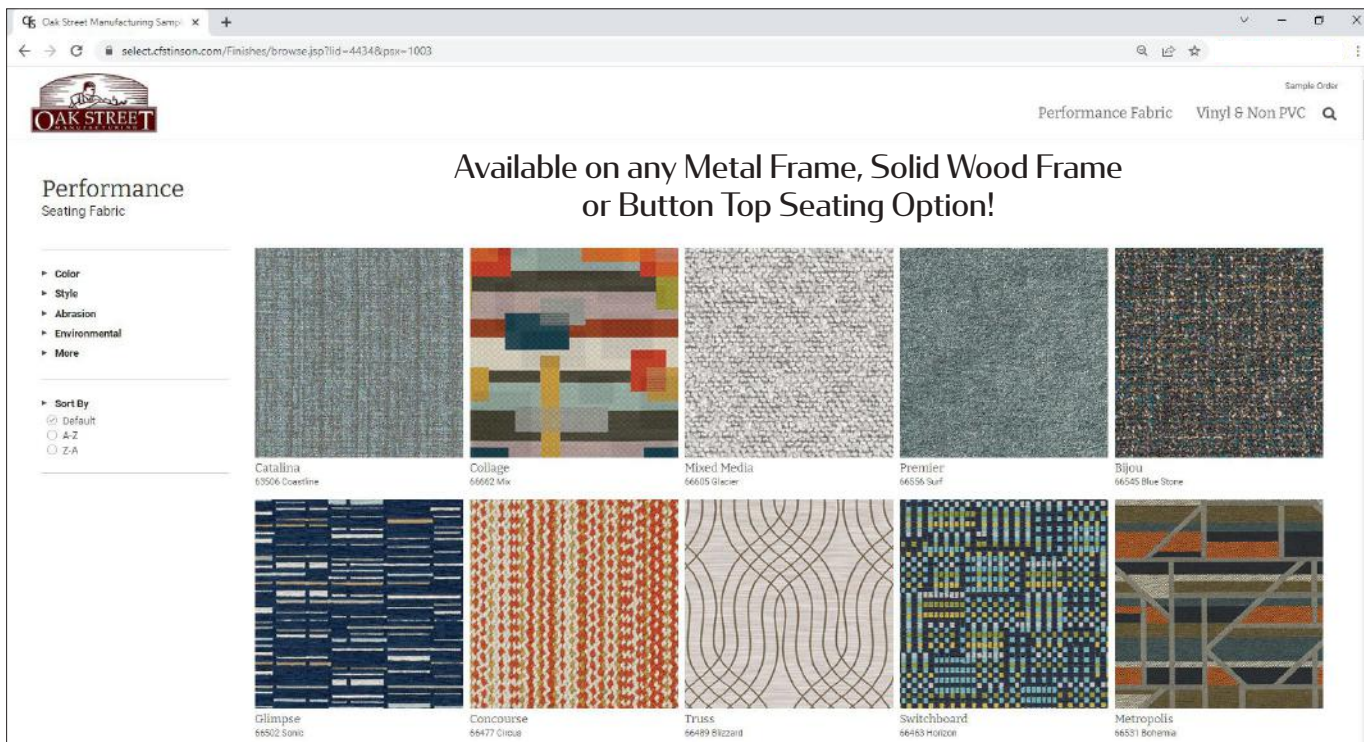 Oak Street Manufacturing Sampl
select.cfstinson.com/Finishes/browse.jsp?lid=4434&psx=1003
Sample Order
OAK STREET
MANUFACTURING
Performance Fabric Vinyl & Non PVC
Available on any Metal Frame, Solid Wood Frame
or Button Top Seating Option!
Performance
Seating Fabric
Color
Style
Abrasion
Environmental
More
Sort By
Default
A-Z
Z-A
Catalina Collage Mixed Media Premier Bijou
63506 Coastline 66662 Mix 66605 Glacier 66556 Surf 66545 Blue Stone
Glimpse Concourse Truss Switchboard Metropolis
66502 Sonic 66477 Circus 66489 Blizzard 66463 Horizon 66531 Bohemia